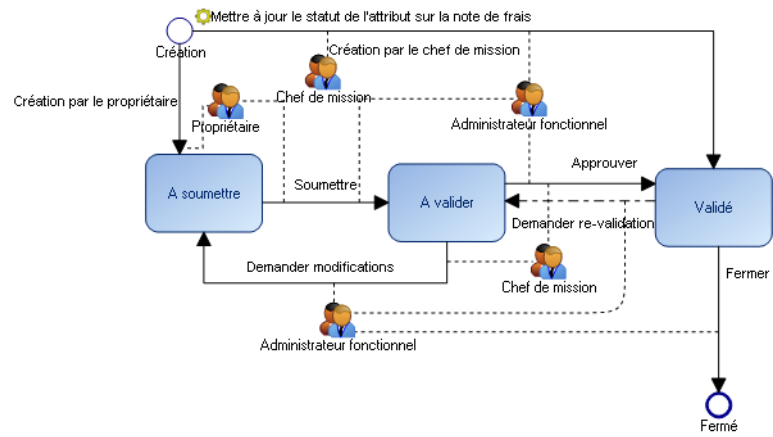 Mettre à jour le statut de l'attribut sur la note de frais
Création
Création par le chef de mission
Création par le propriétaire
Chef de mission
Propriétaire
Administrateur fonctionnel
Approuver
A soumettre
Soumettre
A valider
Validé
Demander re-validation
Demander modifications
Fermer
Chef de mission
Administrateur fonctionnel
Fermé